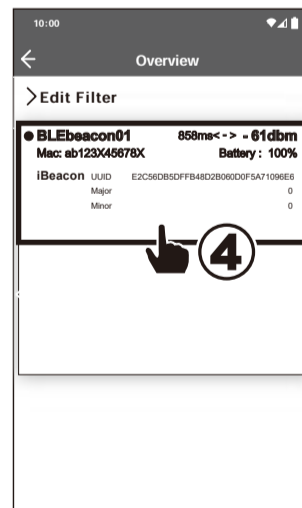 10:00
Overview
Edit Filter
BLEbeacon01 858ms<-> -61dbm
Mac: ab123X45678X Battery: 100%
iBeacon UUID E2C56DB5DFFB48D2B060D0F5A71096E6
Major 0
Minor 0
4